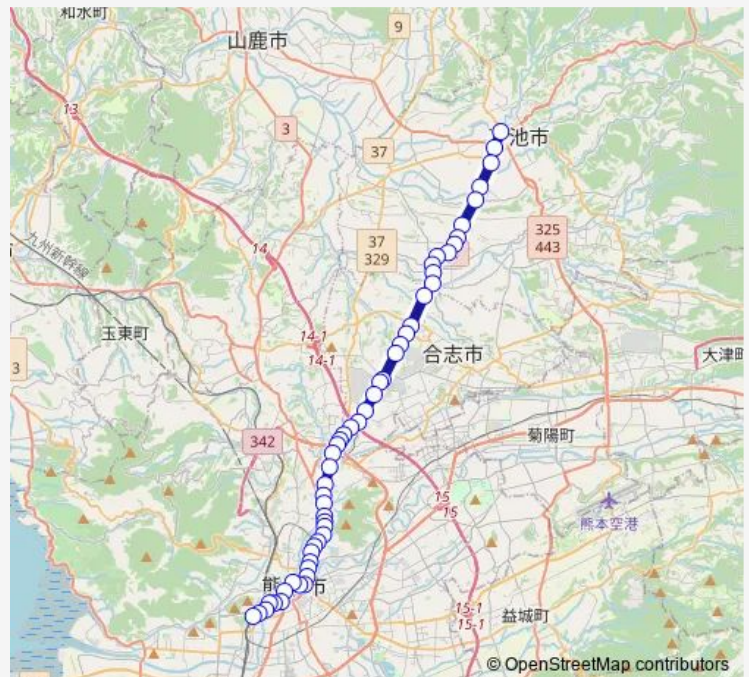 和水町
山鹿市
9
13
3
37
池市
325
443
37
329
九州新幹線
14
14-1
14-1
玉東町
合志市
大津町
3
342
菊陽町
15
15
熊本空港
熊
市
15-1
15-1
益城町
© OpenStreetMap contributors